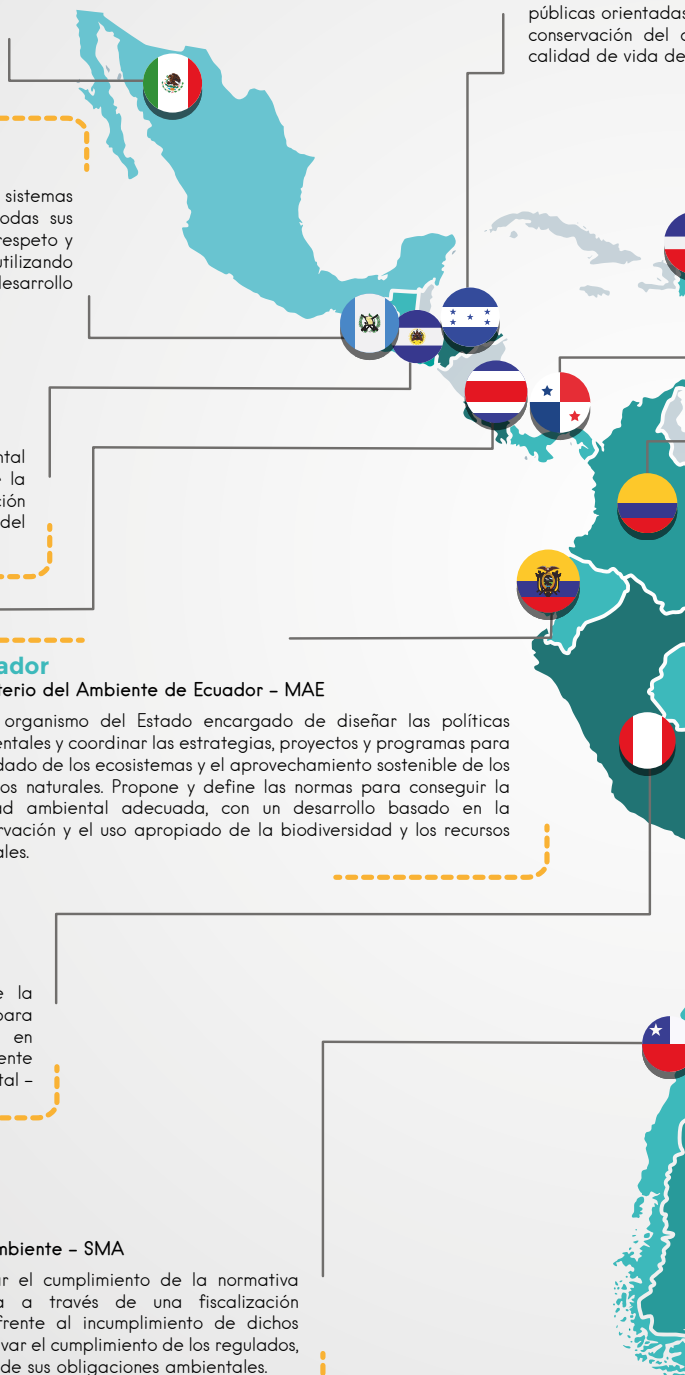 públicas orientadas
conservación del
calidad de vida de
sistemas
odas sus
respeto y
utilizando
desarrollo
ntal
la
ción
del
ador
terio del Ambiente de Ecuador – MAE
organismo del Estado encargado de diseñar las políticas
entales y coordinar las estrategias, proyectos y programas para
dado de los ecosistemas y el aprovechamiento sostenible de los
os naturales. Propone y define las normas para conseguir la
ad ambiental adecuada, con un desarrollo basado en la
rvación y el uso apropiado de la biodiversidad y los recursos
ales.
e la
para
en
ente
tal –
mbiente – SMA
ar el cumplimiento de la normativa
a a través de una fiscalización
frente al incumplimiento de dichos
var el cumplimiento de los regulados,
de sus obligaciones ambientales.